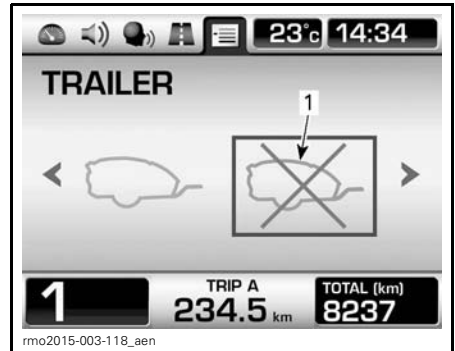 23°c 14:34
TRAILER
1
1 TRIP A TOTAL (km)
234.5 km 8237
rmo2015-003-118_aen